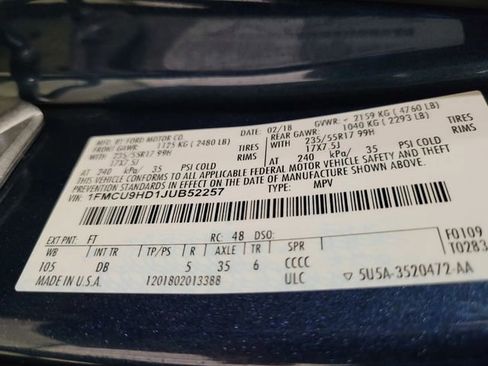 MFD. BY FORD MOTOR CO.
DATE: 02/18 GVWR: 2159 KG (4760 LB)
FRONT GAWR: 1125 KG (2480 LB) REAR GAWR: 1040 KG (2293 LB)
WITH 235/55R17 99H TIRES WITH 235/55R17 99H TIRES
17X7.5J RIMS 17X7.5J RIMS
AT 240 kPa/ 35 PSI COLD AT 240 kPa/ 35 PSI COLD
THIS VEHICLE CONFORMS TO ALL APPLICABLE FEDERAL MOTOR VEHICLE SAFETY AND THEFT
PREVENTION STANDARDS IN EFFECT ON THE DATE OF MANUFACTURE SHOWN ABOVE.
VIN: 1FMCU9HD1JUB52257
TYPE: MPV
EXT PNT: FT RC: 48 DSO: F0109
WB INT TR TP/PS R AXLE TR SPR T0283
105 DB 5 35 6 CCCC
MADE IN U.S.A. 1201802013388 ULC 5U5A-3520472-AA